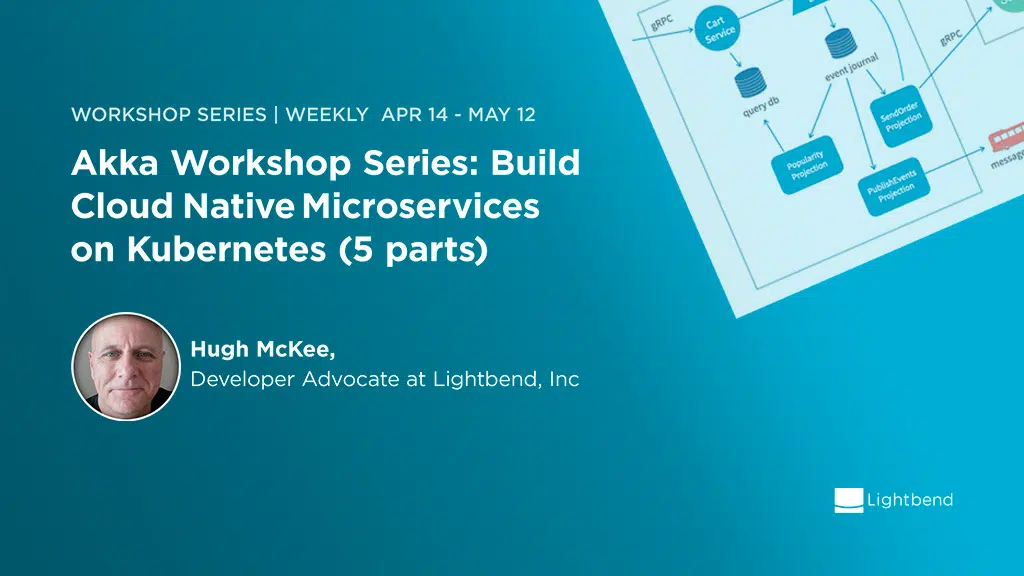 WORKSHOP SERIES | WEEKLY APR 14 - MAY 12
Akka Workshop Series: Build
Cloud Native Microservices
on Kubernetes (5 parts)
Hugh McKee,
Developer Advocate at Lightbend, Inc
gRPC
Cart
Service
query db
event journal
gRPC
SendOrder
Projection
Popularity
Projection
PublishEvents
Projection
message
Lightbend